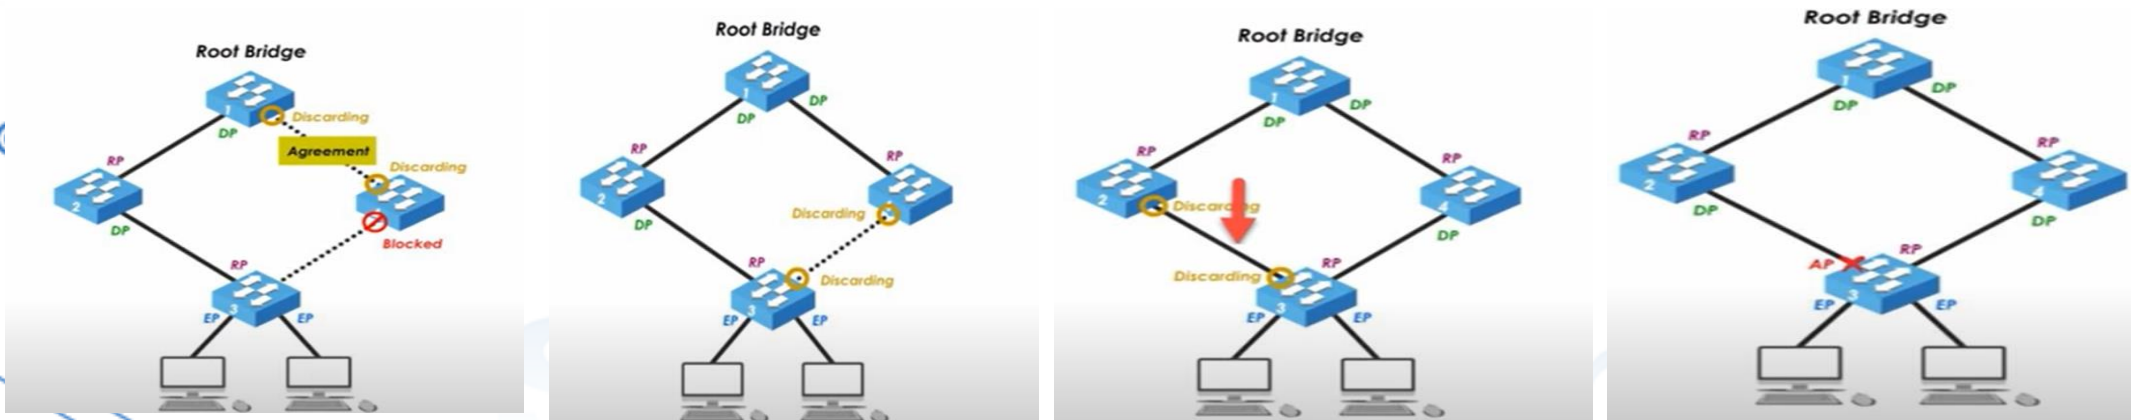 Root Bridge
1
Discarding
DP
Agreement
Discarding
RP
2
DP
Blocked
RP
3
EP
EP
Root Bridge
1
DP
DP
RP
RP
2
Discarding
DP
RP
Discarding
3
EP
EP
Root Bridge
1
DP
DP
RP
RP
2
Discarding
4
DP
RP
Discarding
3
EP
EP
Root Bridge
1
DP
DP
RP
RP
2
4
DP
DP
RP
AP
3
EP
EP